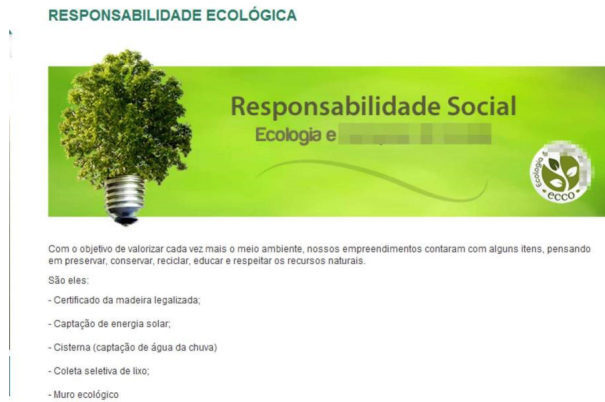 RESPONSABILIDADE ECOLÓGICA
Responsabilidade Social
Ecologia e
Ecologia &
ecco
Com o objetivo de valorizar cada vez mais o meio ambiente, nossos empreendimentos contaram com alguns itens, pensando
em preservar, conservar, reciclar, educar e respeitar os recursos naturais.
São eles:
- Certificado da madeira legalizada;
- Captação de energia solar;
- Cisterna (captação de água da chuva)
- Coleta seletiva de lixo;
- Muro ecológico